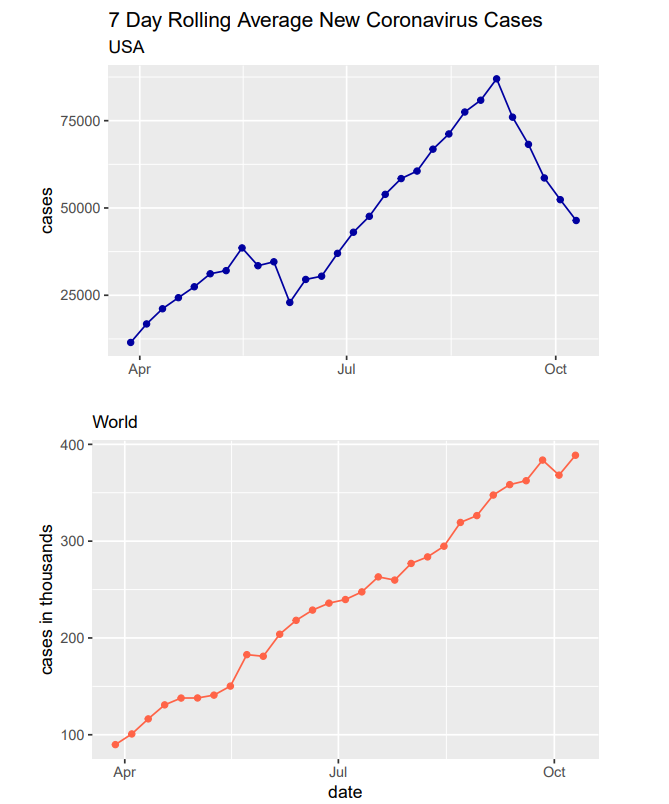 7 Day Rolling Average New Coronavirus Cases
USA
75000
50000
25000
cases
Apr Jul Oct
World
400
300
200
100
cases in thousands
Apr Jul Oct
date